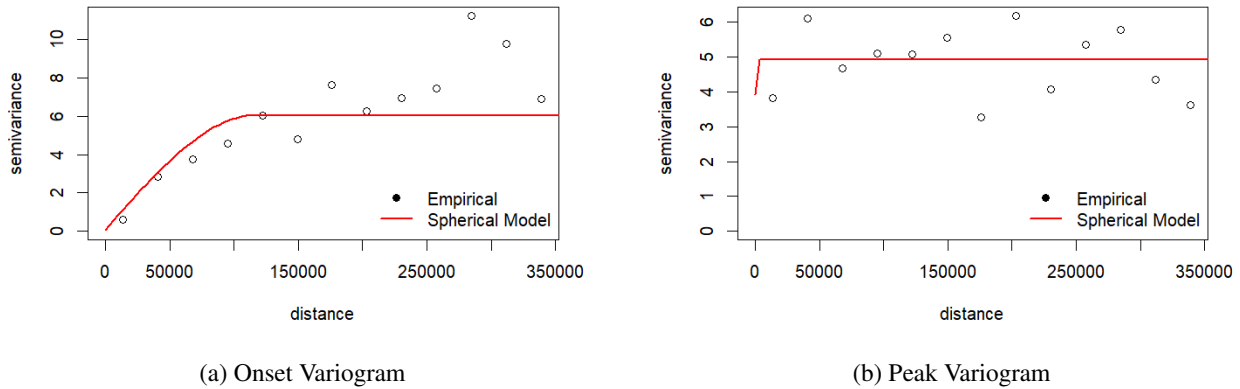 semivariance
10
8
6
4
2
0
Empirical
Spherical Model
0 50000 150000 250000 350000
distance
(a) Onset Variogram
semivariance
6
5
4
3
2
1
0
Empirical
Spherical Model
0 50000 150000 250000 350000
distance
(b) Peak Variogram